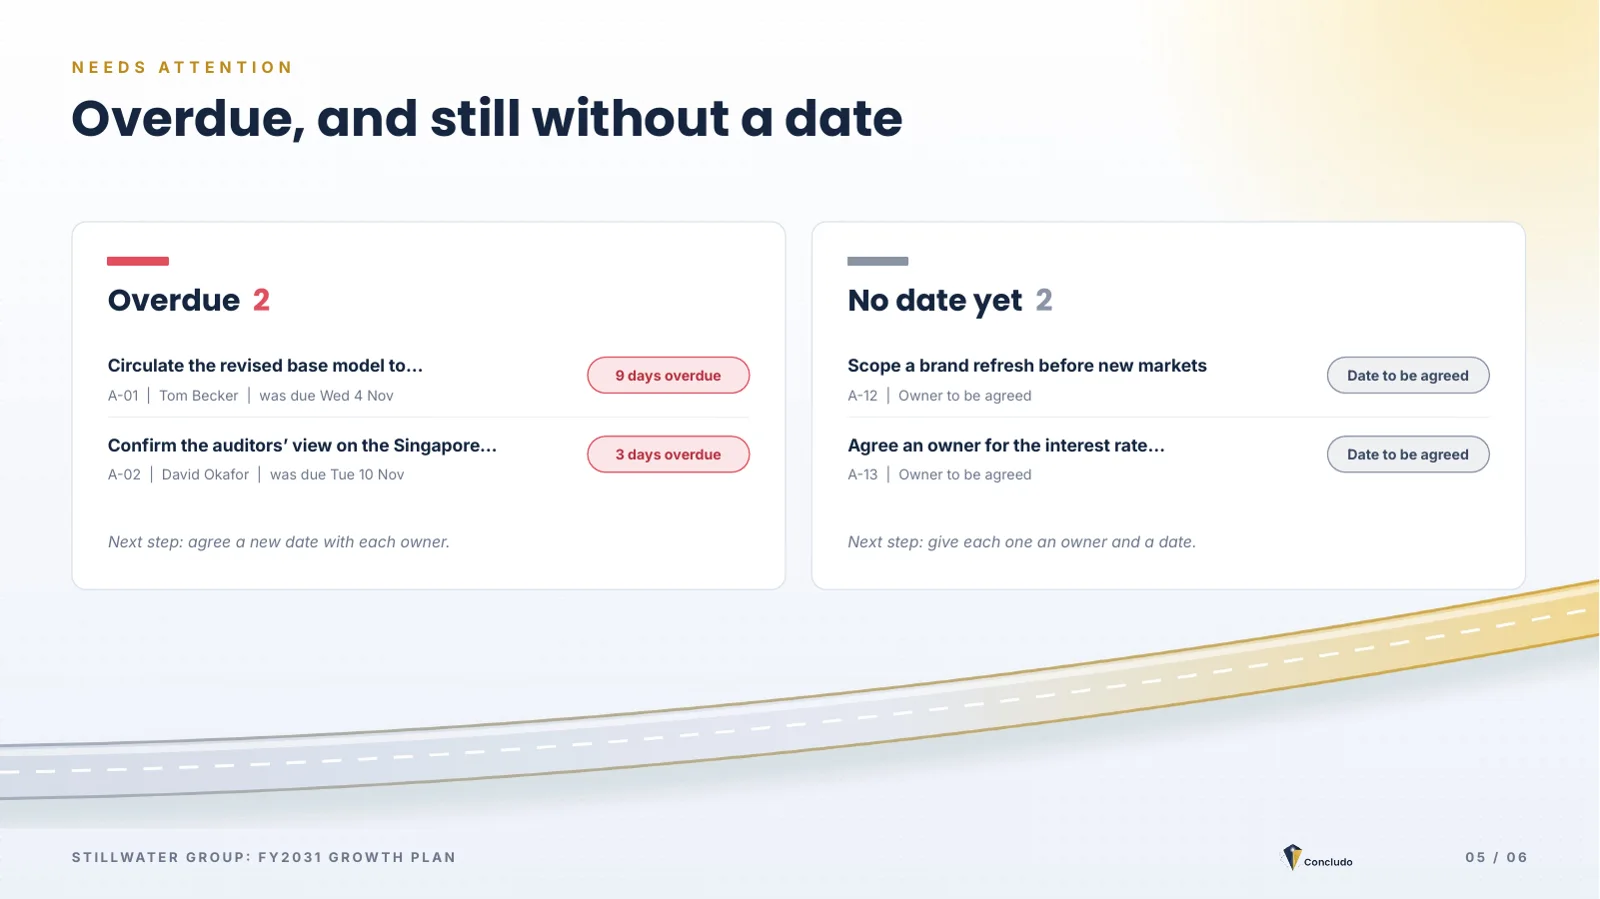 NEEDS ATTENTION
Overdue, and still without a date
Overdue 2
Circulate the revised base model to…
A-01 | Tom Becker | was due Wed 4 Nov
9 days overdue
Confirm the auditors’ view on the Singapore…
A-02 | David Okafor | was due Tue 10 Nov
3 days overdue
Next step: agree a new date with each owner.
No date yet 2
Scope a brand refresh before new markets
A-12 | Owner to be agreed
Date to be agreed
Agree an owner for the interest rate…
A-13 | Owner to be agreed
Date to be agreed
Next step: give each one an owner and a date.
STILLWATER GROUP: FY2031 GROWTH PLAN
Concludo
05 / 06